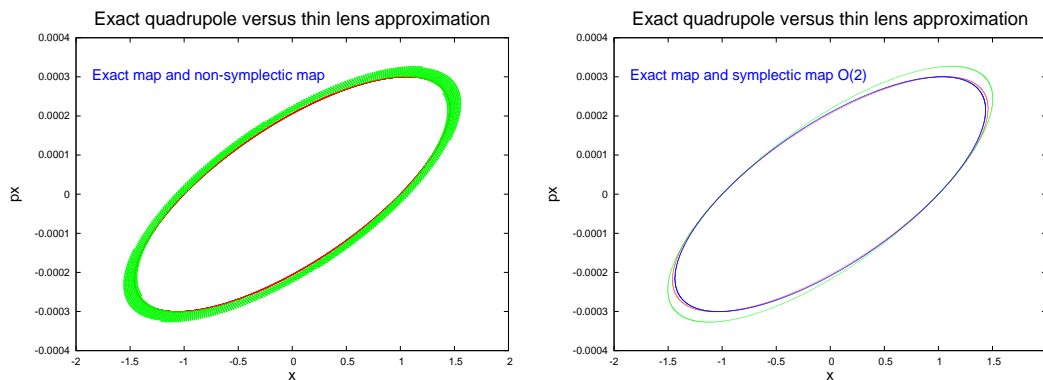 Exact quadrupole versus thin lens approximation
0.0004
Exact map and non-symplectic map
0.0003
0.0002
0.0001
px
0
-0.0001
-0.0002
-0.0003
-0.0004
-2 -1.5 -1 -0.5 0 0.5 1 1.5 2
x
Exact quadrupole versus thin lens approximation
0.0004
Exact map and symplectic map O(2)
0.0003
0.0002
0.0001
px
0
-0.0001
-0.0002
-0.0003
-0.0004
-2 -1.5 -1 -0.5 0 0.5 1 1.5
x